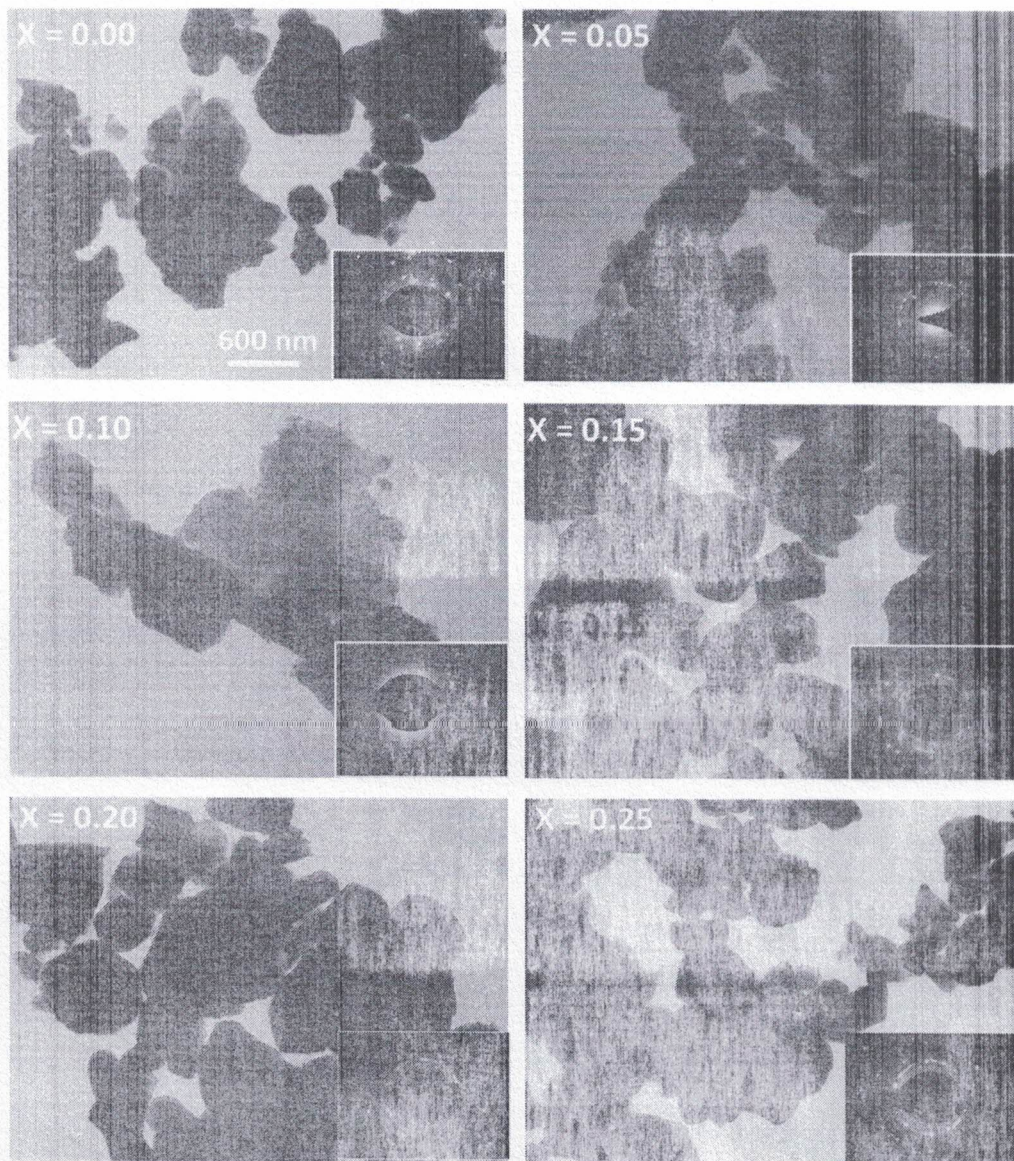 X = 0.00
X = 0.05
600 nm
X = 0.10
X = 0.15
X = 0.20
X = 0.25